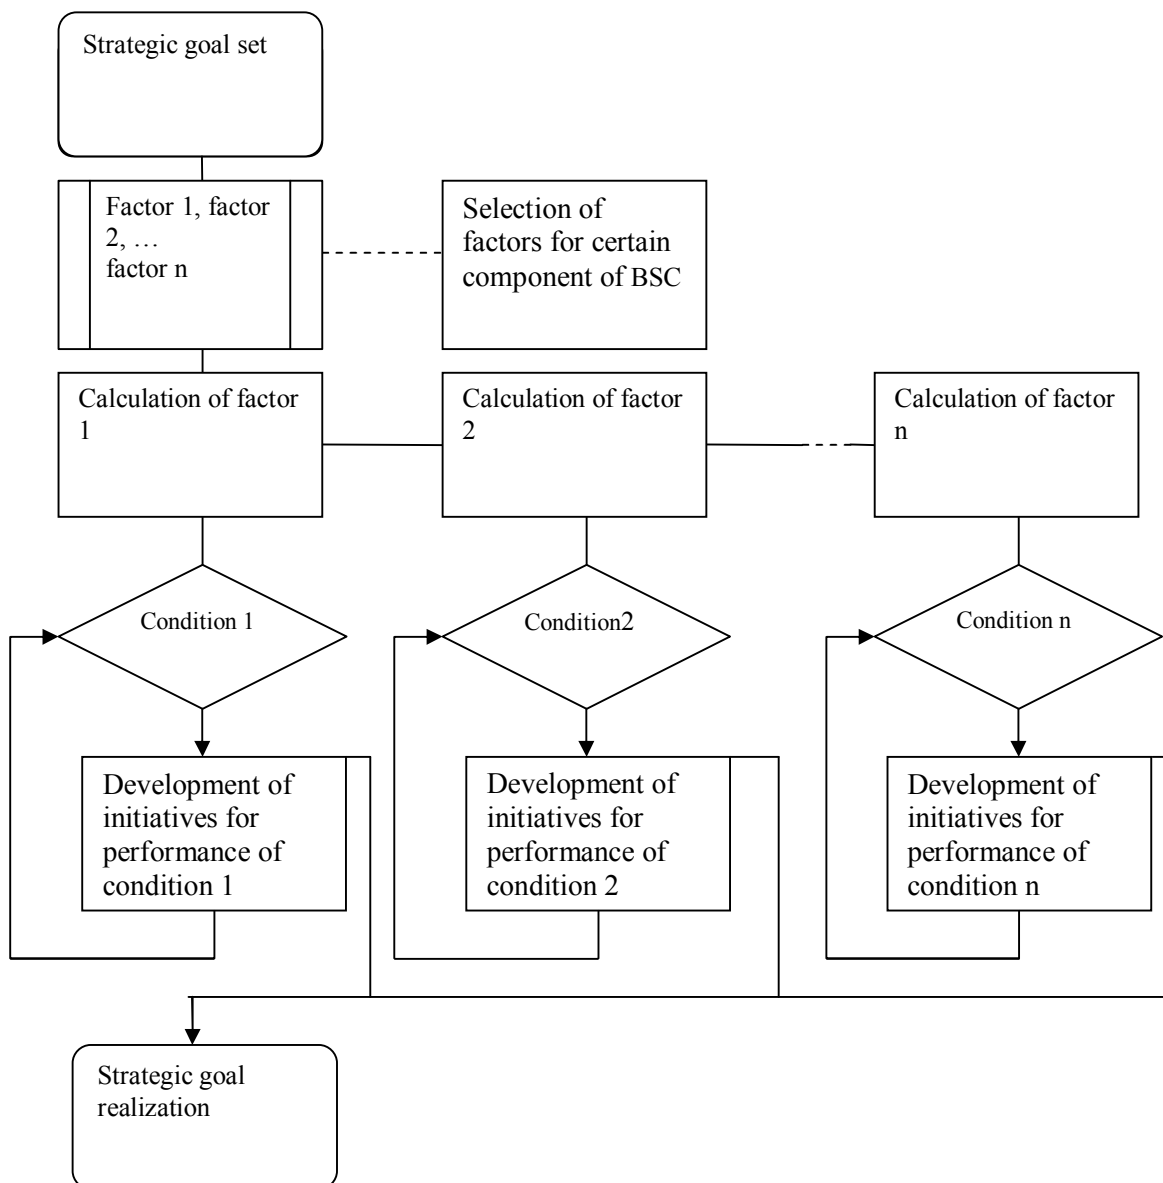 Strategic goal set
Factor 1, factor
2, …
factor n
Selection of
factors for certain
component of BSC
Calculation of factor
1
Calculation of factor
2
Calculation of factor
n
Condition 1
Condition2
Condition n
Development of
initiatives for
performance of
condition 1
Development of
initiatives for
performance of
condition 2
Development of
initiatives for
performance of
condition n
Strategic goal
realization